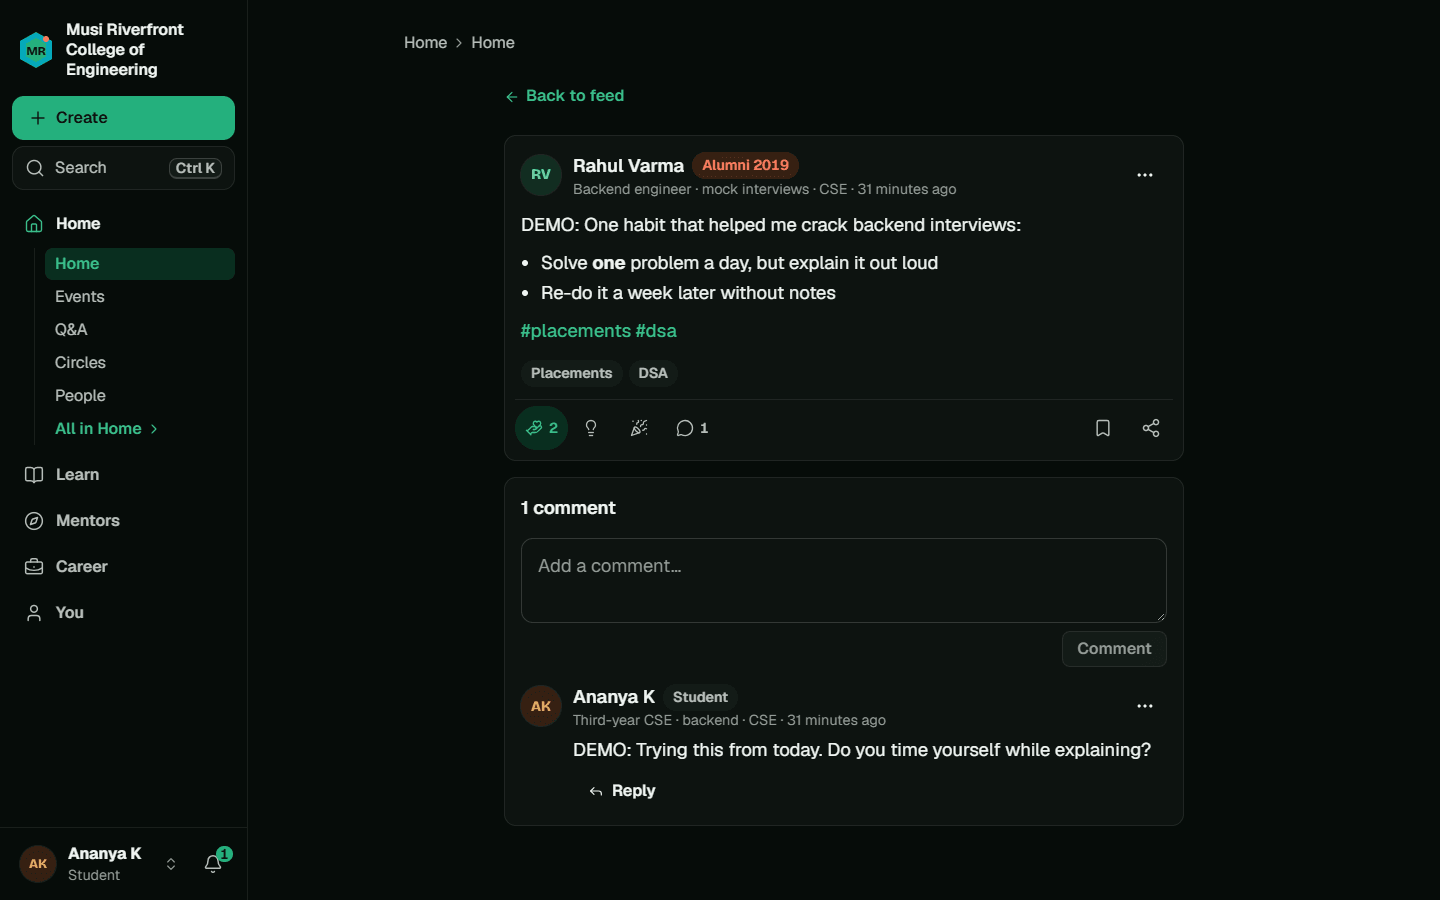 MR
Musi Riverfront
College of
Engineering
Create
Search Ctrl K
Home
Home
Events
Q&A
Circles
People
All in Home
Learn
Mentors
Career
You
AK
Ananya K
Student
1
Home > Home
← Back to feed
RV
Rahul Varma Alumni 2019
Backend engineer · mock interviews · CSE · 31 minutes ago
DEMO: One habit that helped me crack backend interviews:
• Solve one problem a day, but explain it out loud
• Re-do it a week later without notes
#placements #dsa
Placements DSA
2 1
1 comment
Add a comment...
Comment
AK
Ananya K Student
Third-year CSE · backend · CSE · 31 minutes ago
DEMO: Trying this from today. Do you time yourself while explaining?
Reply